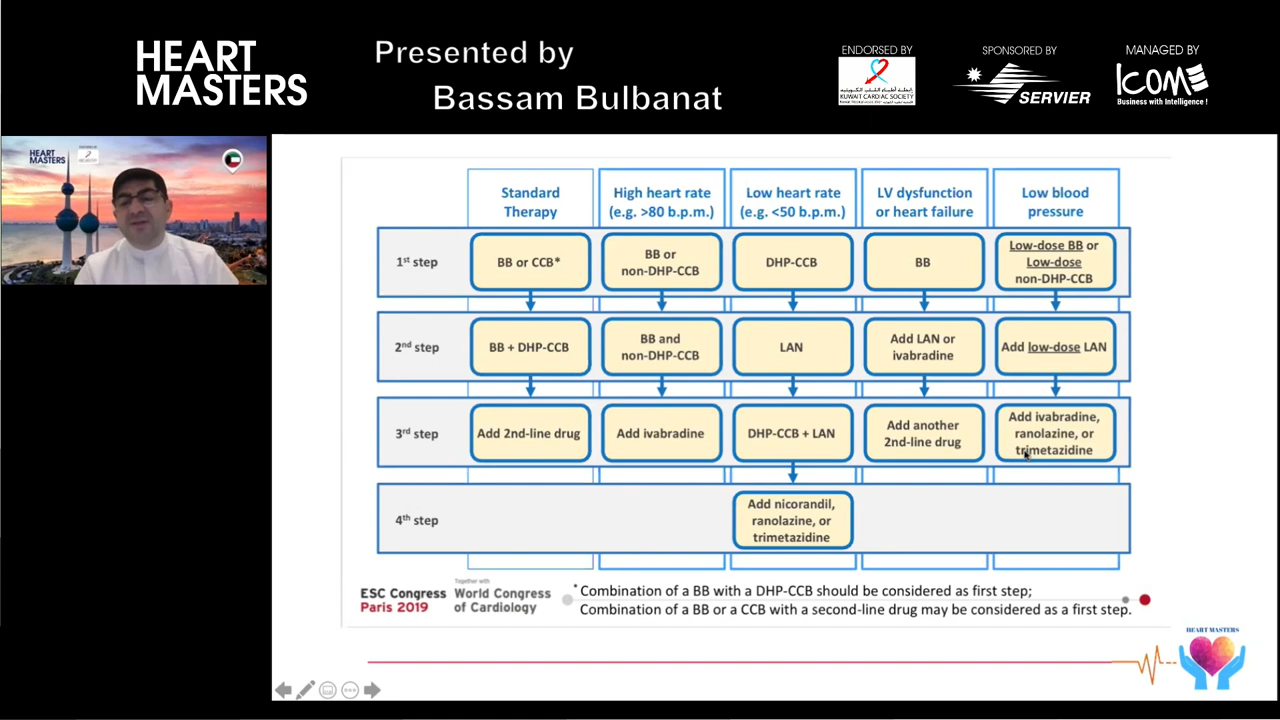 HEART
MASTERS
Presented by
Bassam Bulbanat
ENDORSED BY
KUWAIT CARDIAC SOCIETY
SPONSORED BY
SERVIER
MANAGED BY
ICOME
Business with Intelligence !
HEART
MASTERS
Standard
Therapy
High heart rate
(e.g. >80 b.p.m.)
Low heart rate
(e.g. <50 b.p.m.)
LV dysfunction
or heart failure
Low blood
pressure
1st step
BB or CCB*
BB or
non-DHP-CCB
DHP-CCB
BB
Low-dose BB or
Low-dose
non-DHP-CCB
2nd step
BB + DHP-CCB
BB and
non-DHP-CCB
LAN
Add LAN or
ivabradine
Add low-dose LAN
3rd step
Add 2nd-line drug
Add ivabradine
DHP-CCB + LAN
Add another
2nd-line drug
Add ivabradine,
ranolazine, or
trimetazidine
4th step
Add nicorandil,
ranolazine, or
trimetazidine
ESC Congress
Paris 2019
Together with
World Congress
of Cardiology
* Combination of a BB with a DHP-CCB should be considered as first step;
Combination of a BB or a CCB with a second-line drug may be considered as a first step.
HEART MASTERS